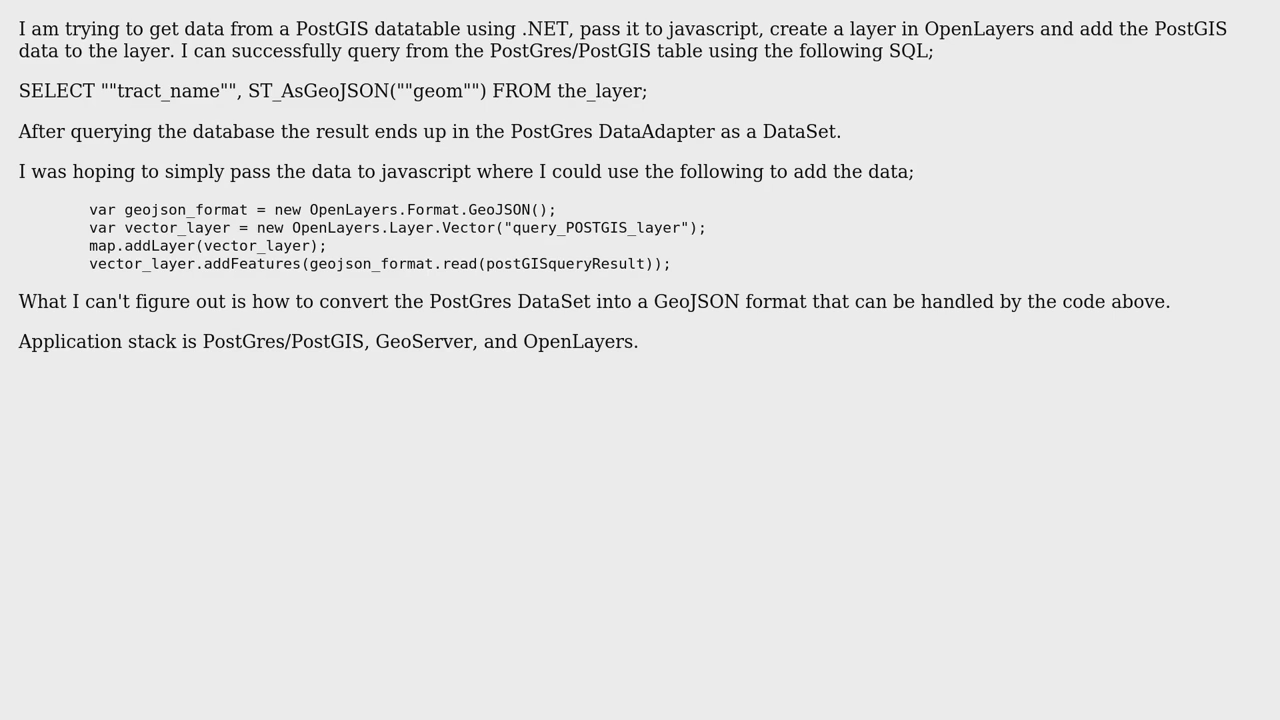 I am trying to get data from a PostGIS datatable using .NET, pass it to javascript, create a layer in OpenLayers and add the PostGIS
data to the layer. I can successfully query from the PostGres/PostGIS table using the following SQL;
SELECT ""tract_name"", ST_AsGeoJSON(""geom"") FROM the_layer;
After querying the database the result ends up in the PostGres DataAdapter as a DataSet.
I was hoping to simply pass the data to javascript where I could use the following to add the data;
var geojson_format = new OpenLayers.Format.GeoJSON();
var vector_layer = new OpenLayers.Layer.Vector("query_POSTGIS_layer");
map.addLayer(vector_layer);
vector_layer.addFeatures(geojson_format.read(postGISqueryResult));
What I can't figure out is how to convert the PostGres DataSet into a GeoJSON format that can be handled by the code above.
Application stack is PostGres/PostGIS, GeoServer, and OpenLayers.